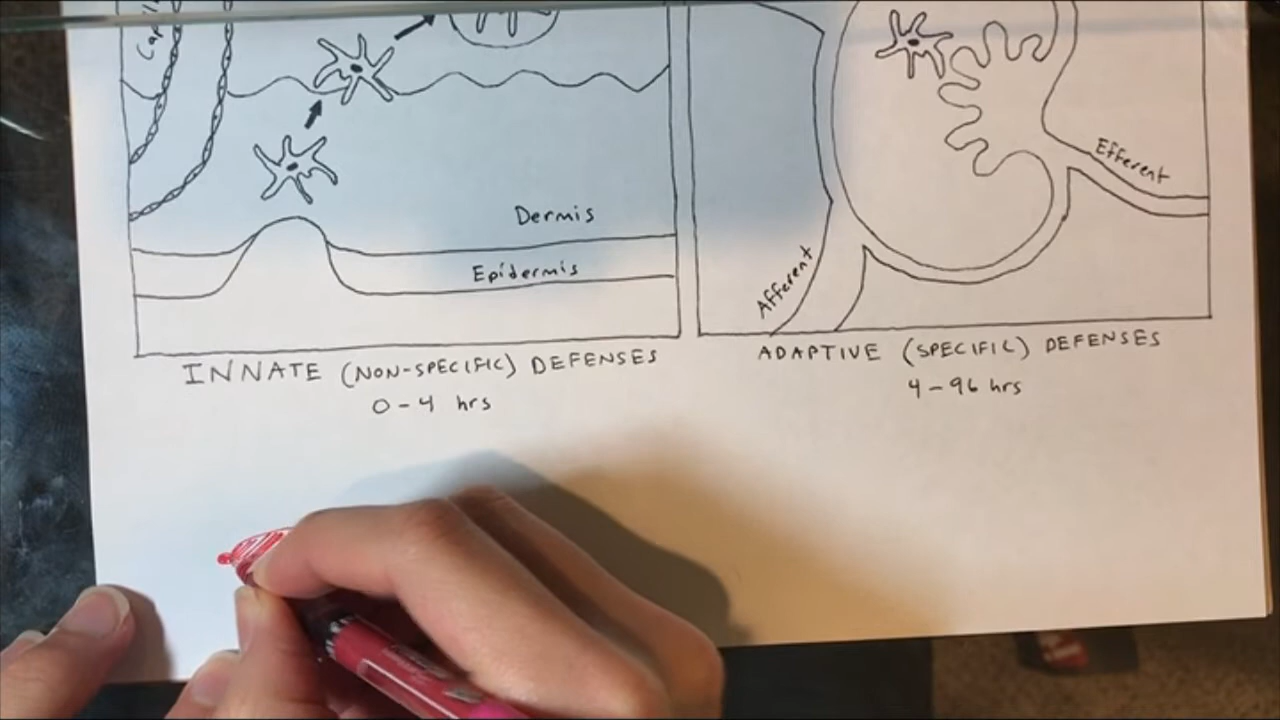 Dermis
Epidermis
INNATE (NON-SPECIFIC) DEFENSES
0-4 hrs
Efferent
Afferent
ADAPTIVE (SPECIFIC) DEFENSES
4-96 hrs